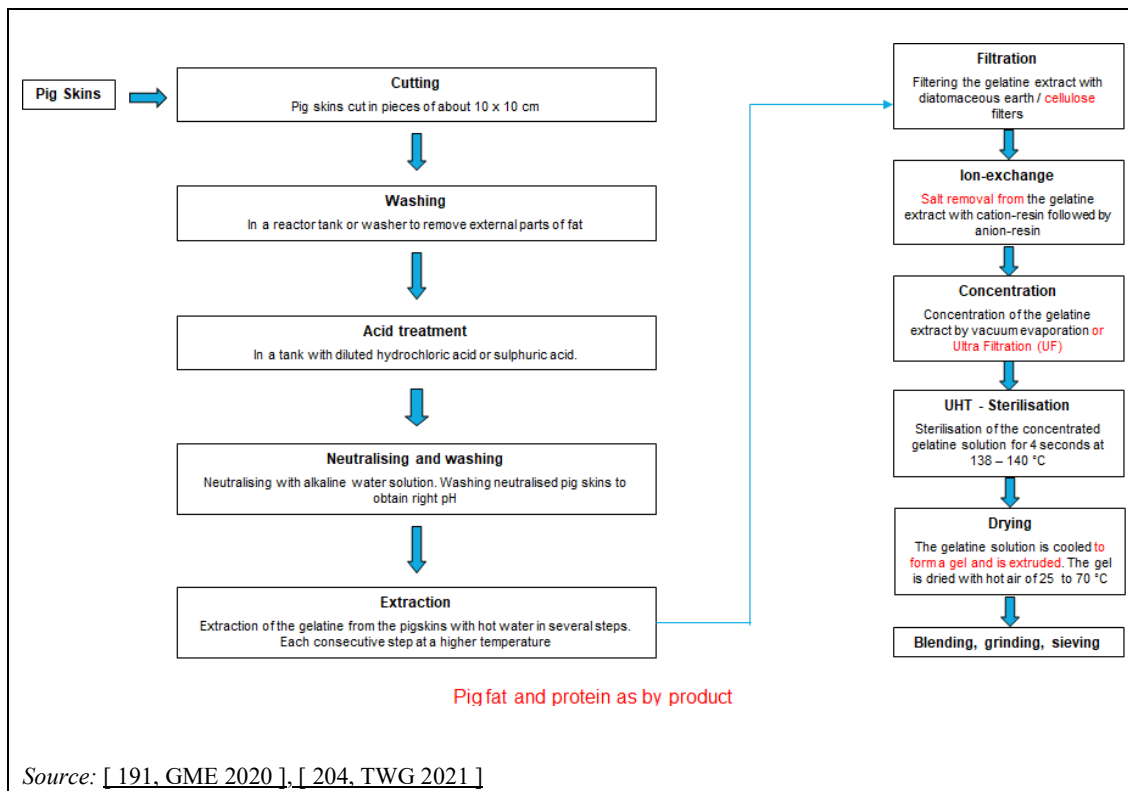 Pig Skins
Cutting
Pig skins cut in pieces of about 10 x 10 cm
Washing
In a reactor tank or washer to remove external parts of fat
Acid treatment
In a tank with diluted hydrochloric acid or sulphuric acid.
Neutralising and washing
Neutralising with alkaline water solution. Washing neutralised pig skins to
obtain right pH
Extraction
Extraction of the gelatine from the pigskins with hot water in several steps.
Each consecutive step at a higher temperature
Filtration
Filtering the gelatine extract with
diatomaceous earth / cellulose
filters
Ion-exchange
Salt removal from the gelatine
extract with cation-resin followed by
anion-resin
Concentration
Concentration of the gelatine
extract by vacuum evaporation or
Ultra Filtration (UF)
UHT - Sterilisation
Sterilisation of the concentrated
gelatine solution for 4 seconds at
138 – 140 °C
Drying
The gelatine solution is cooled to
form a gel and is extruded. The gel
is dried with hot air of 25 to 70 °C
Blending, grinding, sieving
Pig fat and protein as by product
Source: [ 191, GME 2020 ], [ 204, TWG 2021 ]